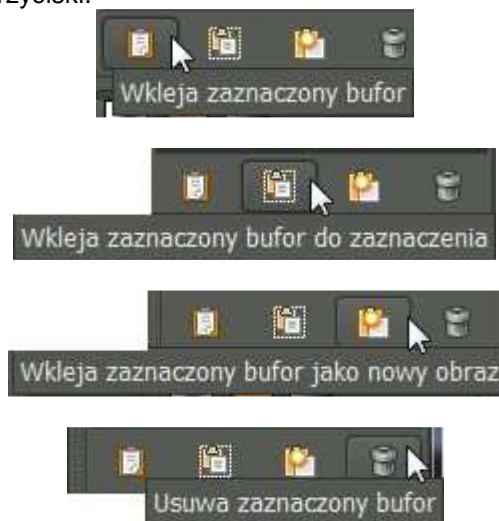 Wkleja zaznaczony bufor
Wkleja zaznaczony bufor do zaznaczenia
Wkleja zaznaczony bufor jako nowy obraz
Usuwa zaznaczony bufor